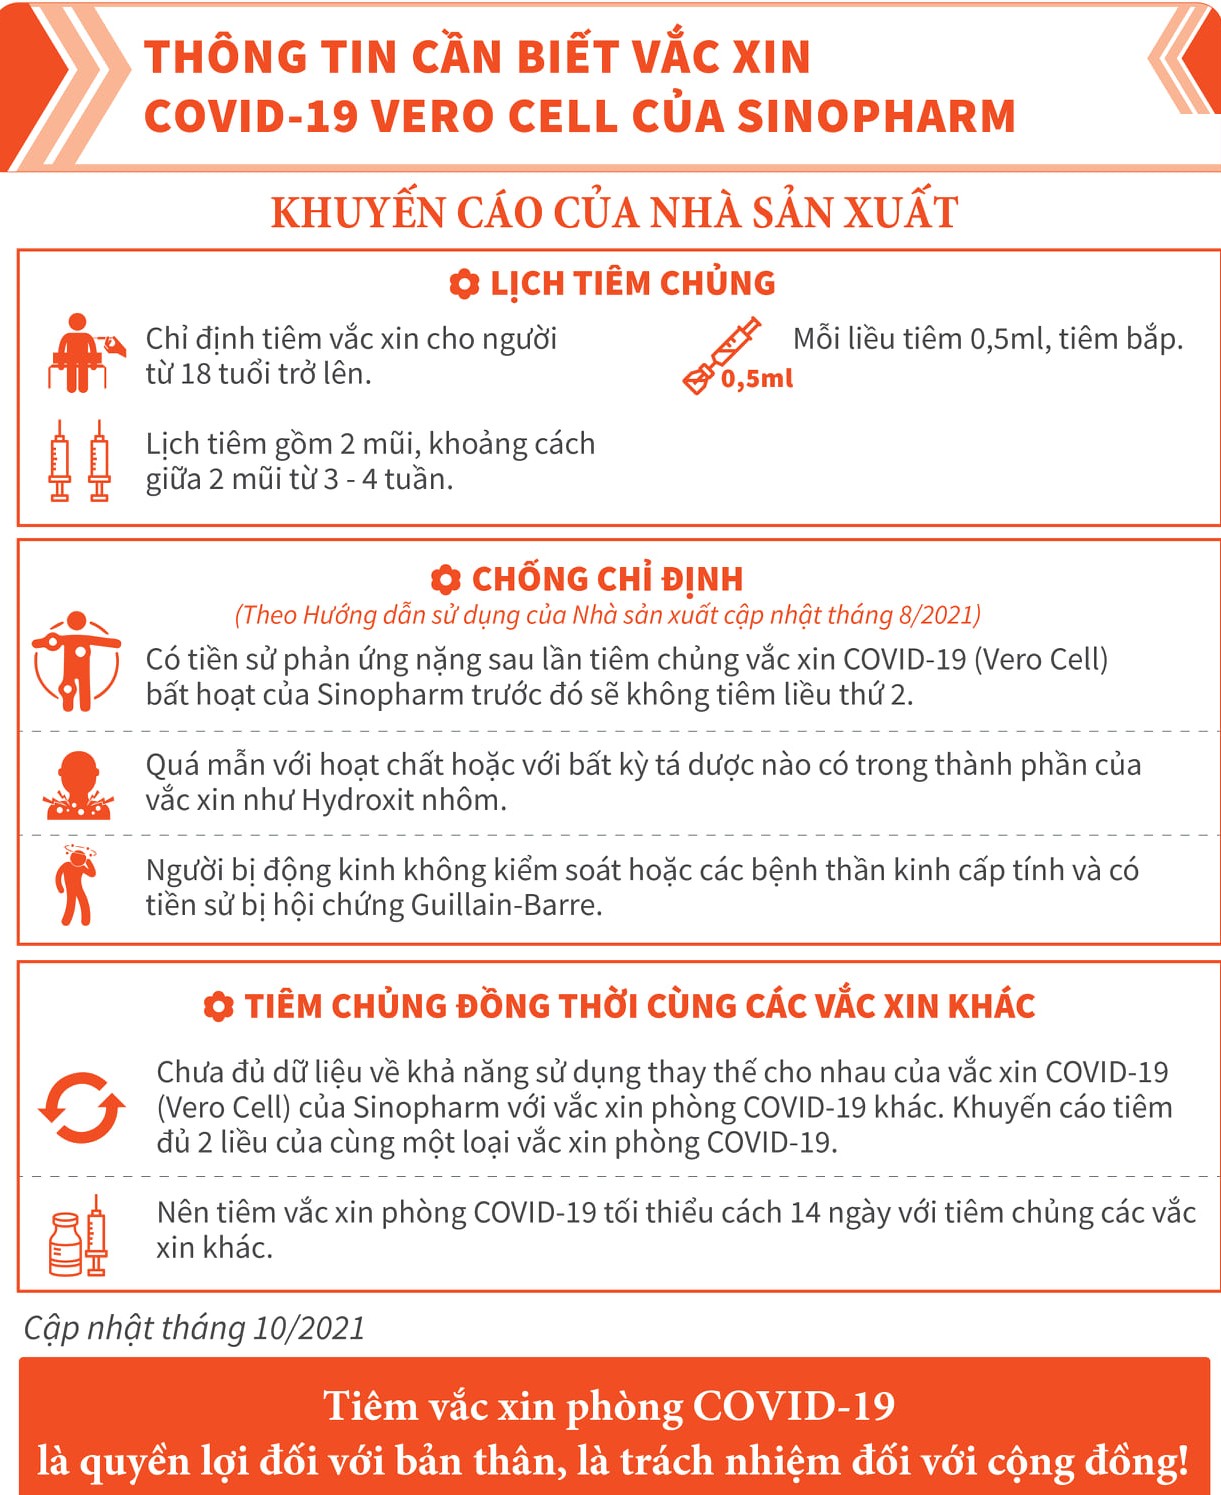 THÔNG TIN CẦN BIẾT VẮC XIN
COVID-19 VERO CELL CỦA SINOPHARM
KHUYẾN CÁO CỦA NHÀ SẢN XUẤT
LỊCH TIÊM CHỦNG
Chỉ định tiêm vắc xin cho người
từ 18 tuổi trở lên.
Mỗi liều tiêm 0,5ml, tiêm bắp.
0,5ml
Lịch tiêm gồm 2 mũi, khoảng cách
giữa 2 mũi từ 3 - 4 tuần.
CHỐNG CHỈ ĐỊNH
(Theo Hướng dẫn sử dụng của Nhà sản xuất cập nhật tháng 8/2021)
Có tiền sử phản ứng nặng sau lần tiêm chủng vắc xin COVID-19 (Vero Cell)
bất hoạt của Sinopharm trước đó sẽ không tiêm liều thứ 2.
Quá mẫn với hoạt chất hoặc với bất kỳ tá dược nào có trong thành phần của
vắc xin như Hydroxit nhôm.
Người bị động kinh không kiểm soát hoặc các bệnh thần kinh cấp tính và có
tiền sử bị hội chứng Guillain-Barre.
TIÊM CHỦNG ĐỒNG THỜI CÙNG CÁC VẮC XIN KHÁC
Chưa đủ dữ liệu về khả năng sử dụng thay thế cho nhau của vắc xin COVID-19
(Vero Cell) của Sinopharm với vắc xin phòng COVID-19 khác. Khuyến cáo tiêm
đủ 2 liều của cùng một loại vắc xin phòng COVID-19.
Nên tiêm vắc xin phòng COVID-19 tối thiểu cách 14 ngày với tiêm chủng các vắc
xin khác.
Cập nhật tháng 10/2021
Tiêm vắc xin phòng COVID-19
là quyền lợi đối với bản thân, là trách nhiệm đối với cộng đồng!